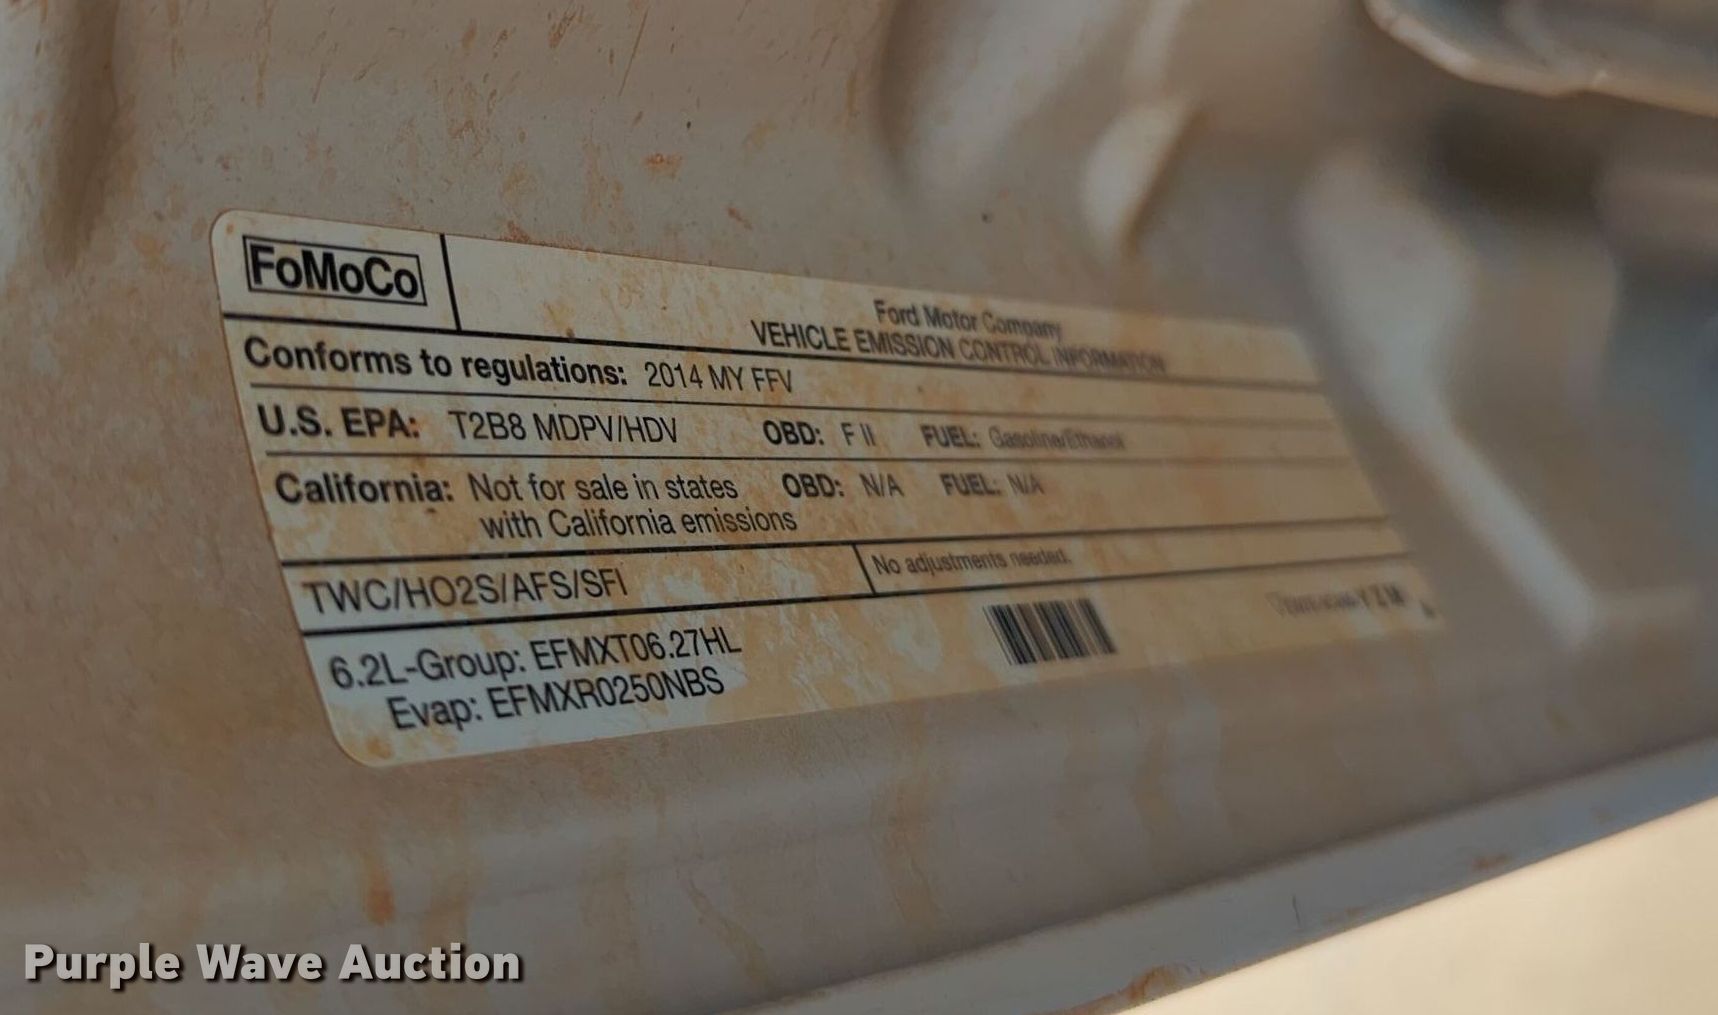 FoMoCo
Ford Motor Company
VEHICLE EMISSION CONTROL INFORMATION
Conforms to regulations: 2014 MY FFV
U.S. EPA: T2B8 MDPV/HDV OBD: F II FUEL: Gasoline/Ethanol
California: Not for sale in states OBD: N/A FUEL: N/A
with California emissions
TWC/HO2S/AFS/SFI No adjustments needed.
6.2L-Group: EFMXT06.27HL
Evap: EFMXR0250NBS
Purple Wave Auction